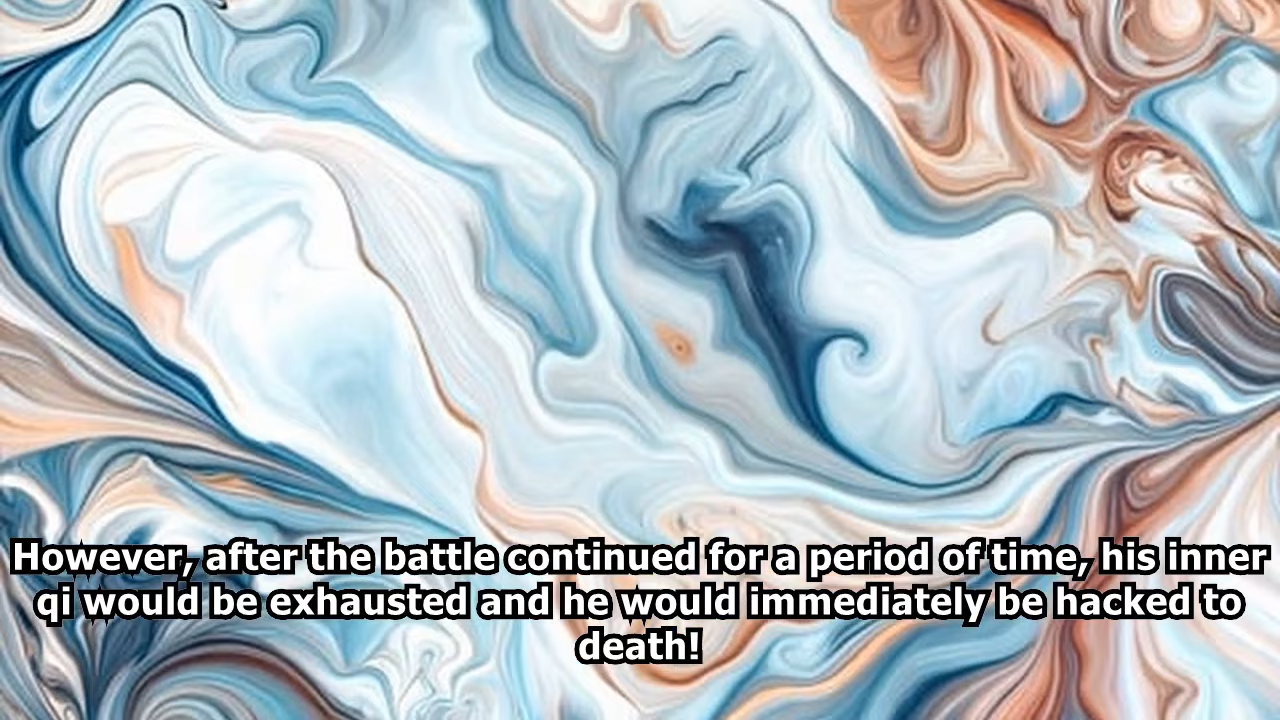 However, after the battle continued for a period of time, his inner
qi would be exhausted and he would immediately be hacked to
death!